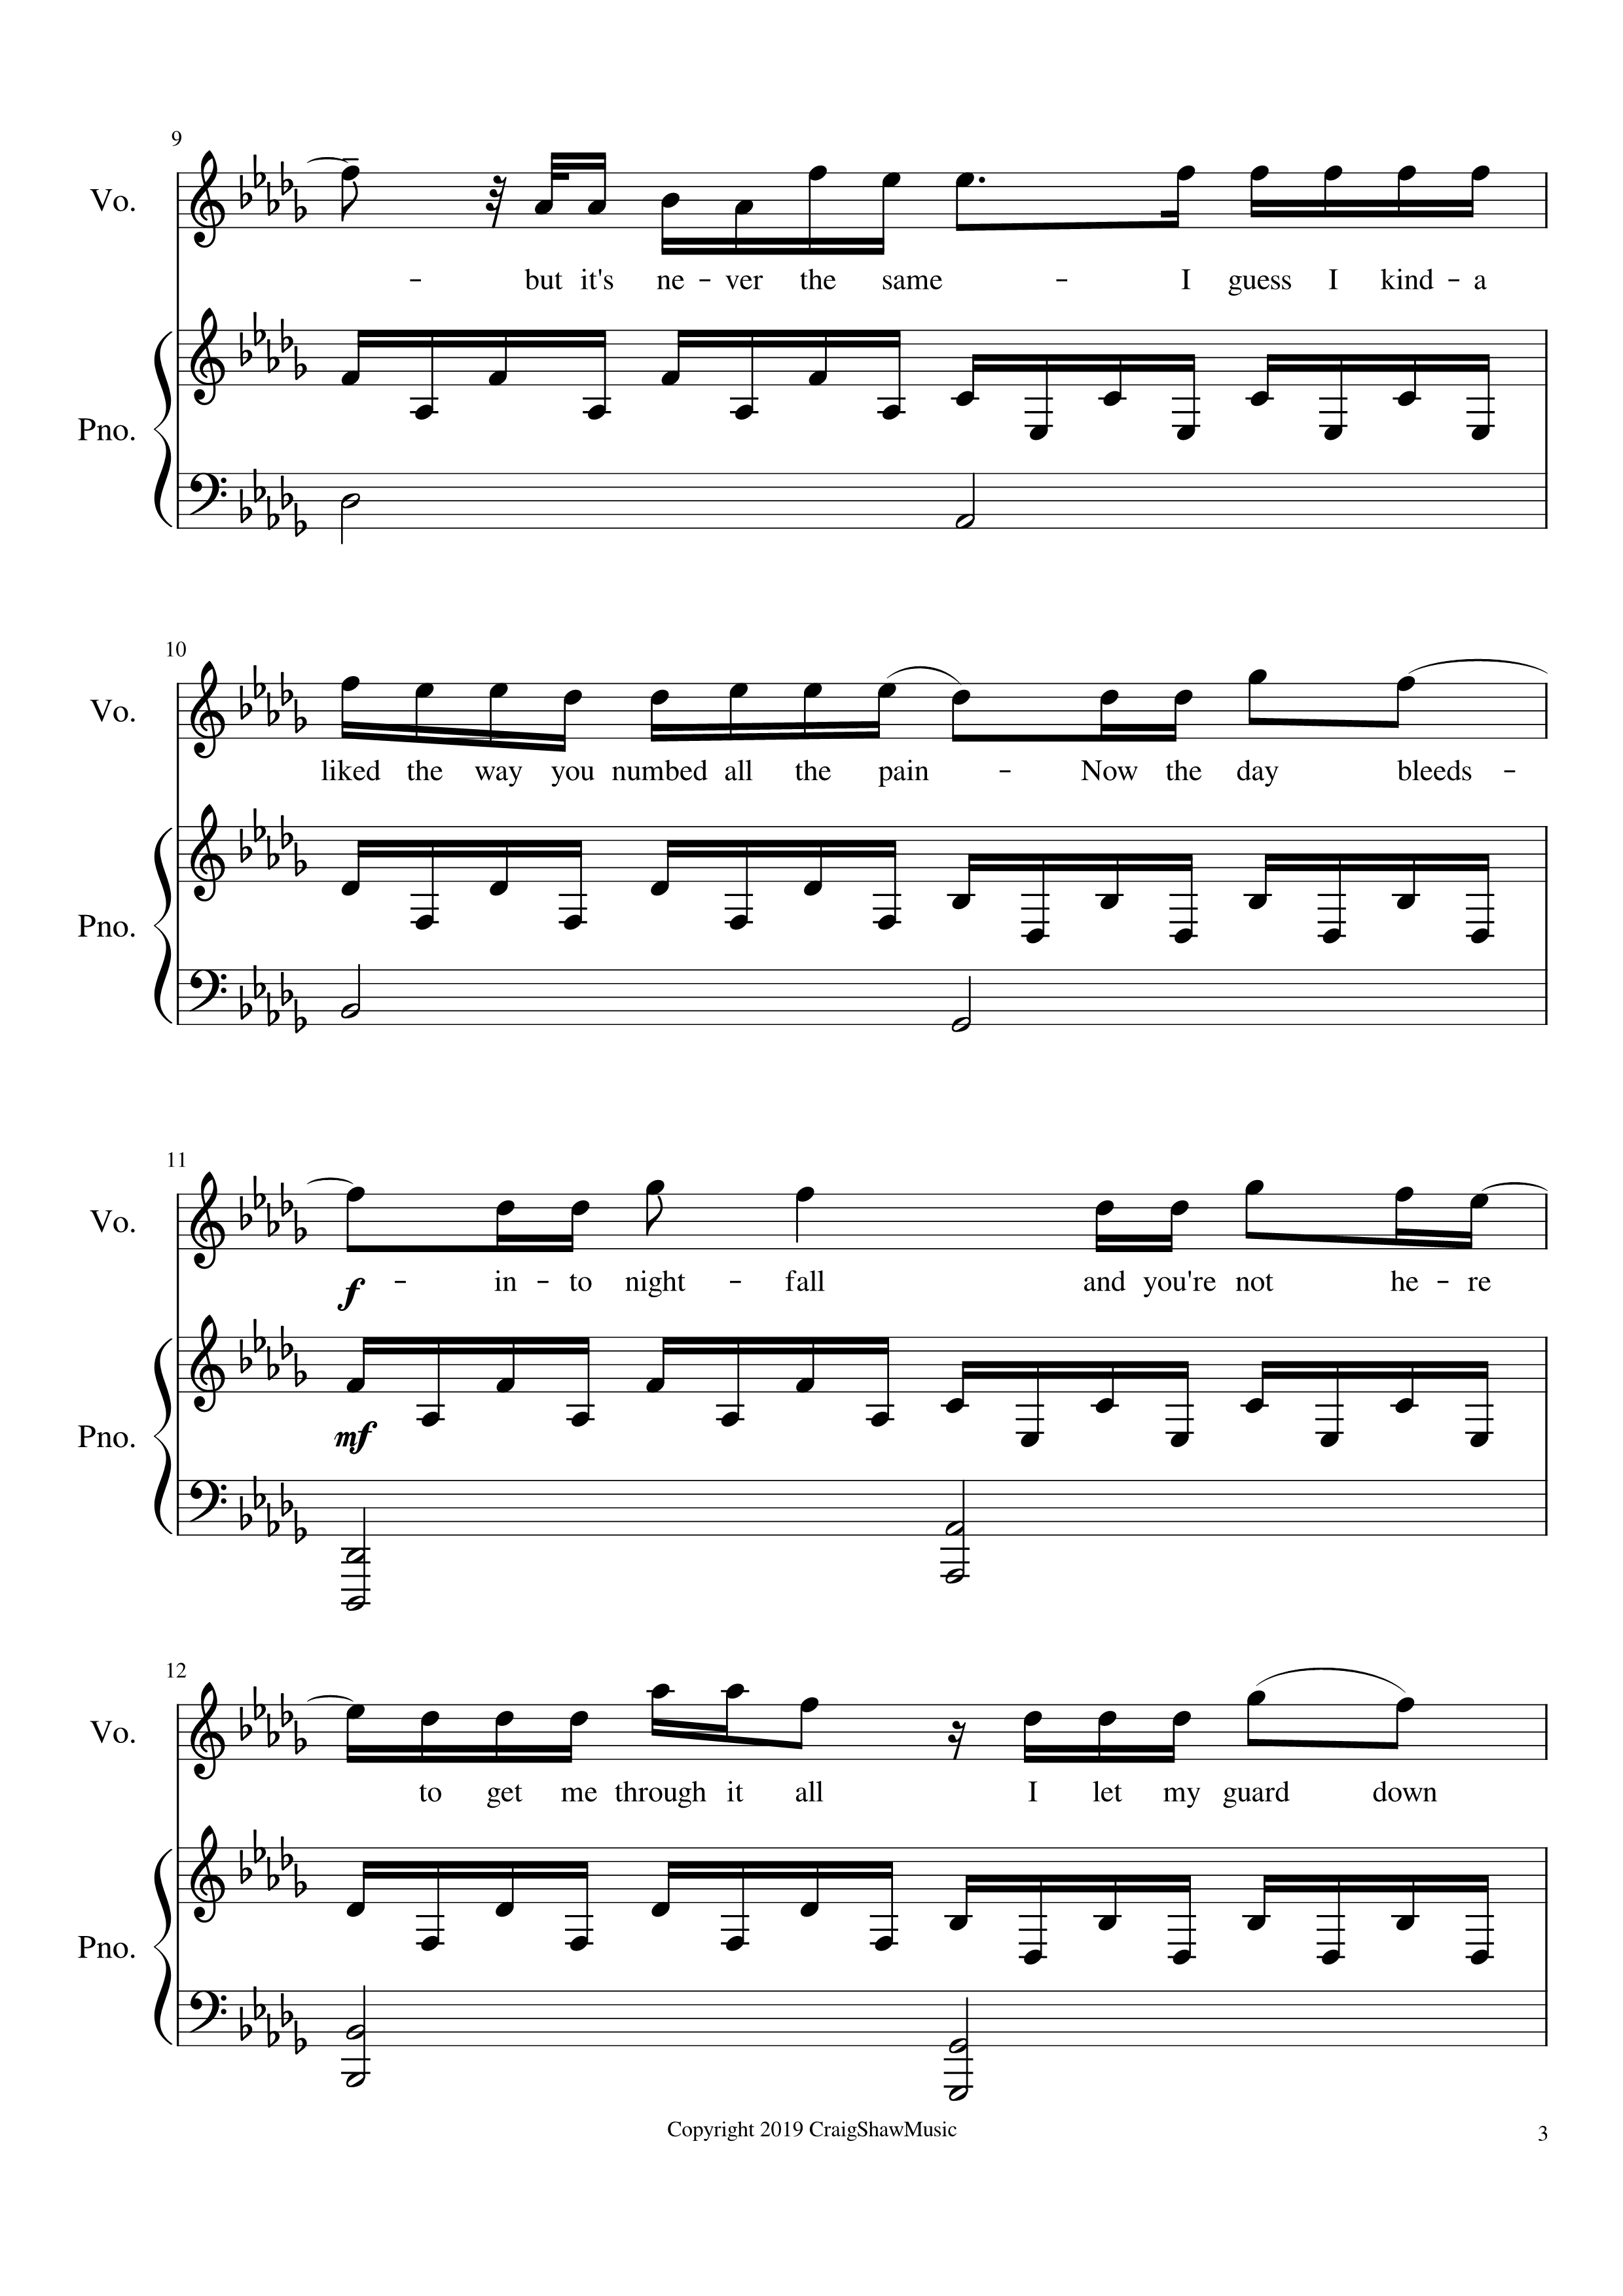 9
Vo.
- but it's ne - ver the same - I guess I kind - a
Pno.
10
Vo.
liked the way you numbed all the pain - Now the day bleeds -
Pno.
11
Vo.
f - in - to night - fall and you're not he - re
mf
Pno.
12
Vo.
to get me through it all I let my guard down
Pno.
Copyright 2019 CraigShawMusic
3